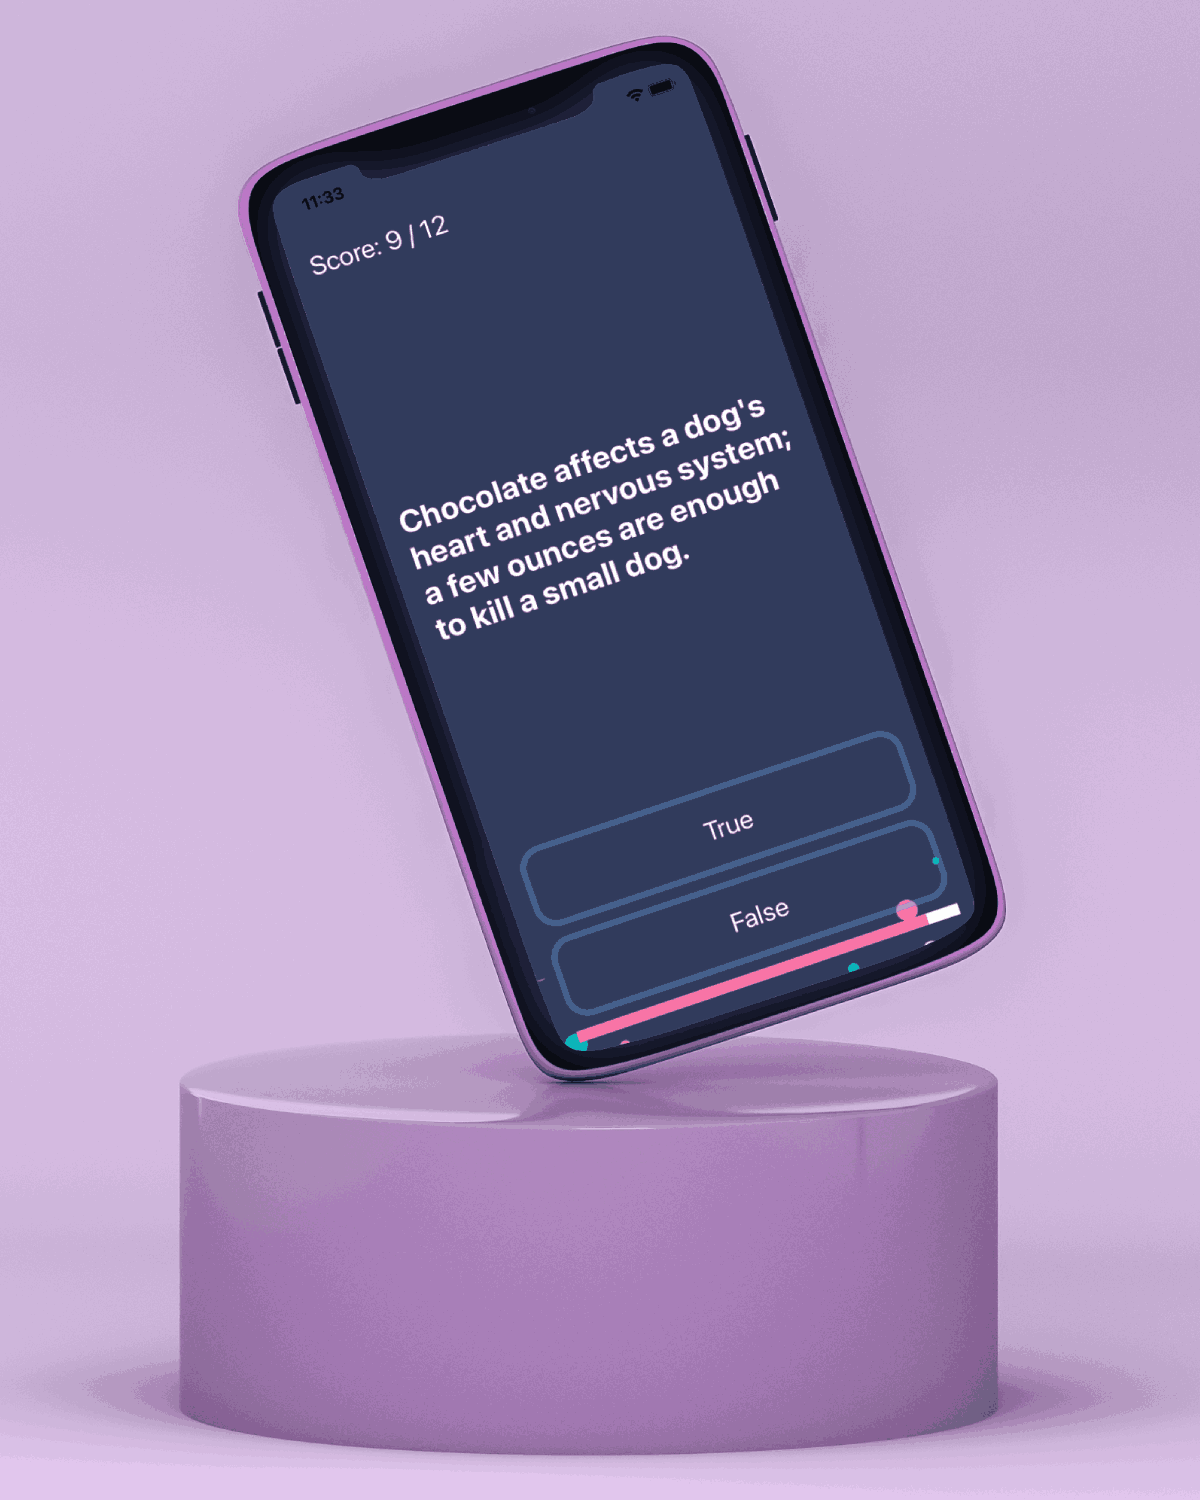 11:33
Score: 9 / 12
Chocolate affects a dog's
heart and nervous system;
a few ounces are enough
to kill a small dog.
True
False